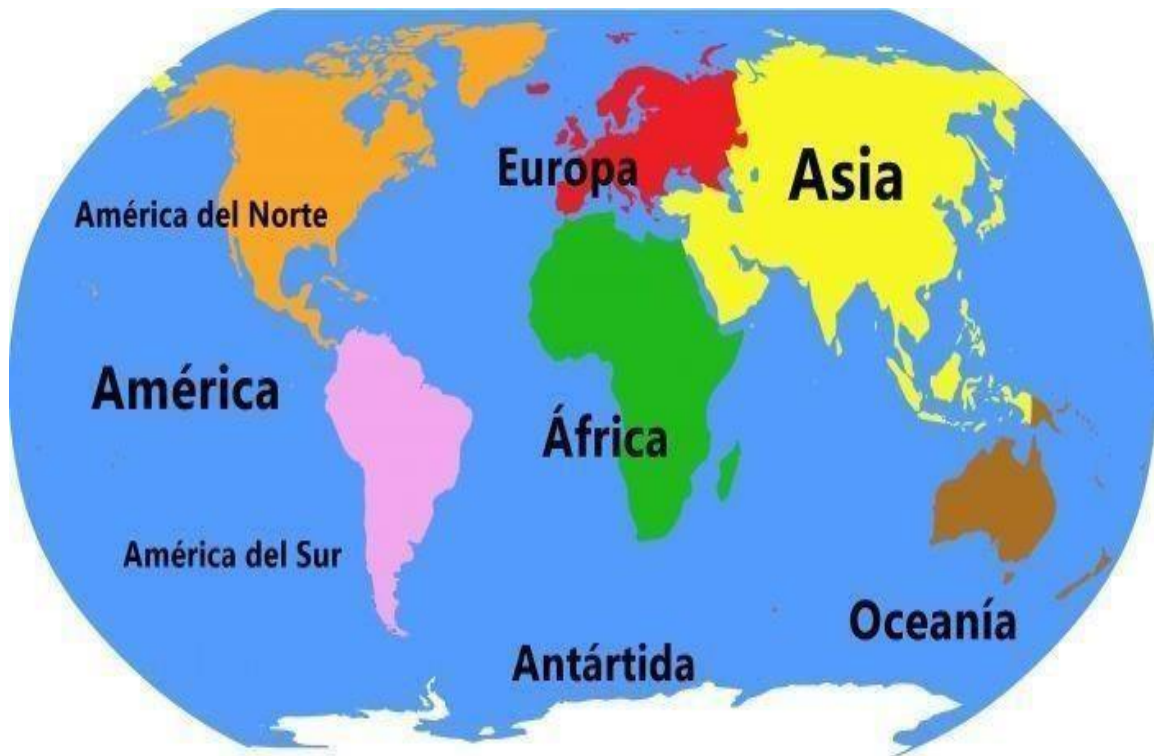 Europa
Asia
América del Norte
América
África
América del Sur
Oceanía
Antártida